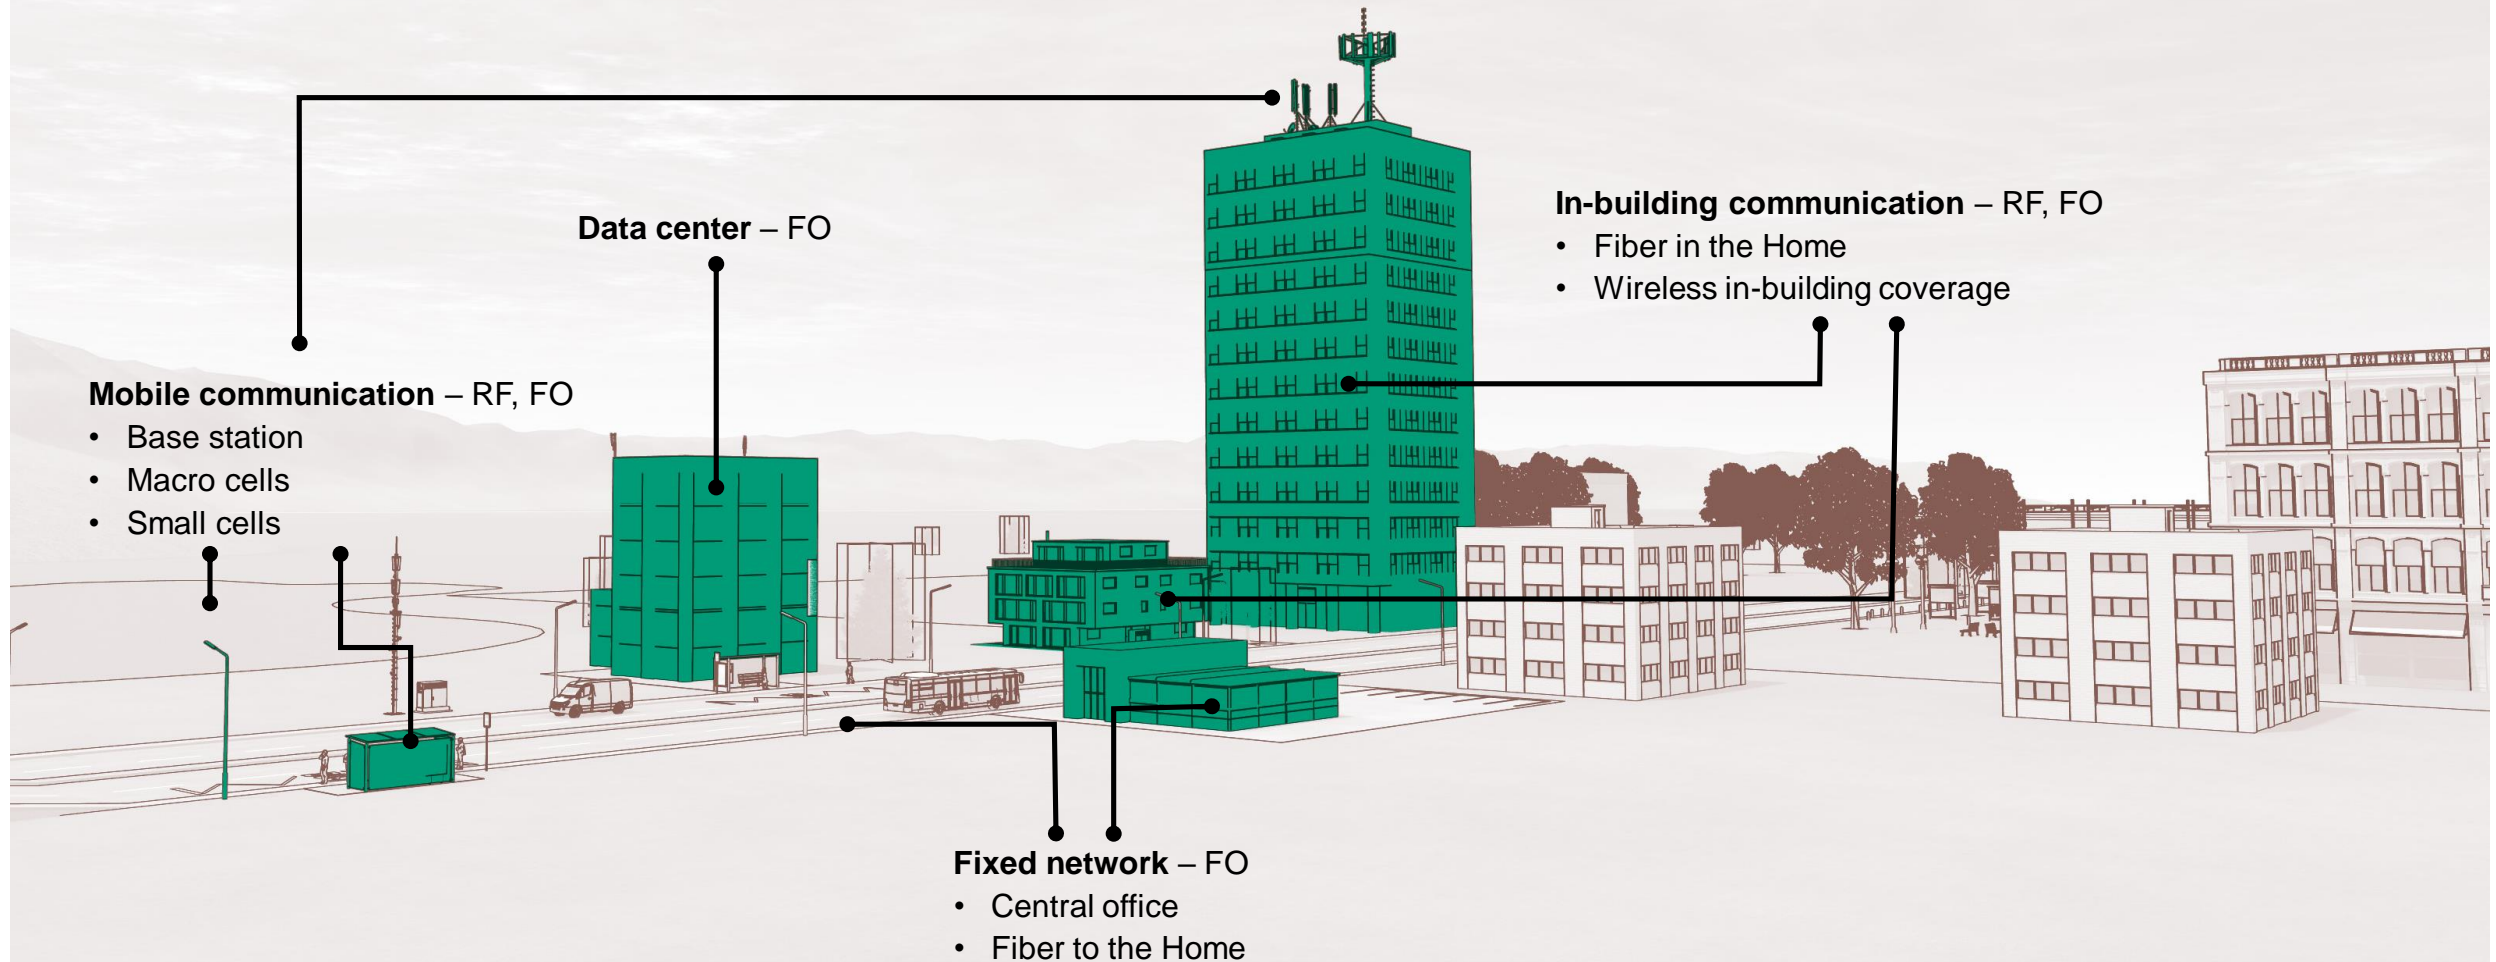 Data center – FO
In-building communication – RF, FO
• Fiber in the Home
• Wireless in-building coverage
Mobile communication – RF, FO
• Base station
• Macro cells
• Small cells
Fixed network – FO
• Central office
• Fiber to the Home